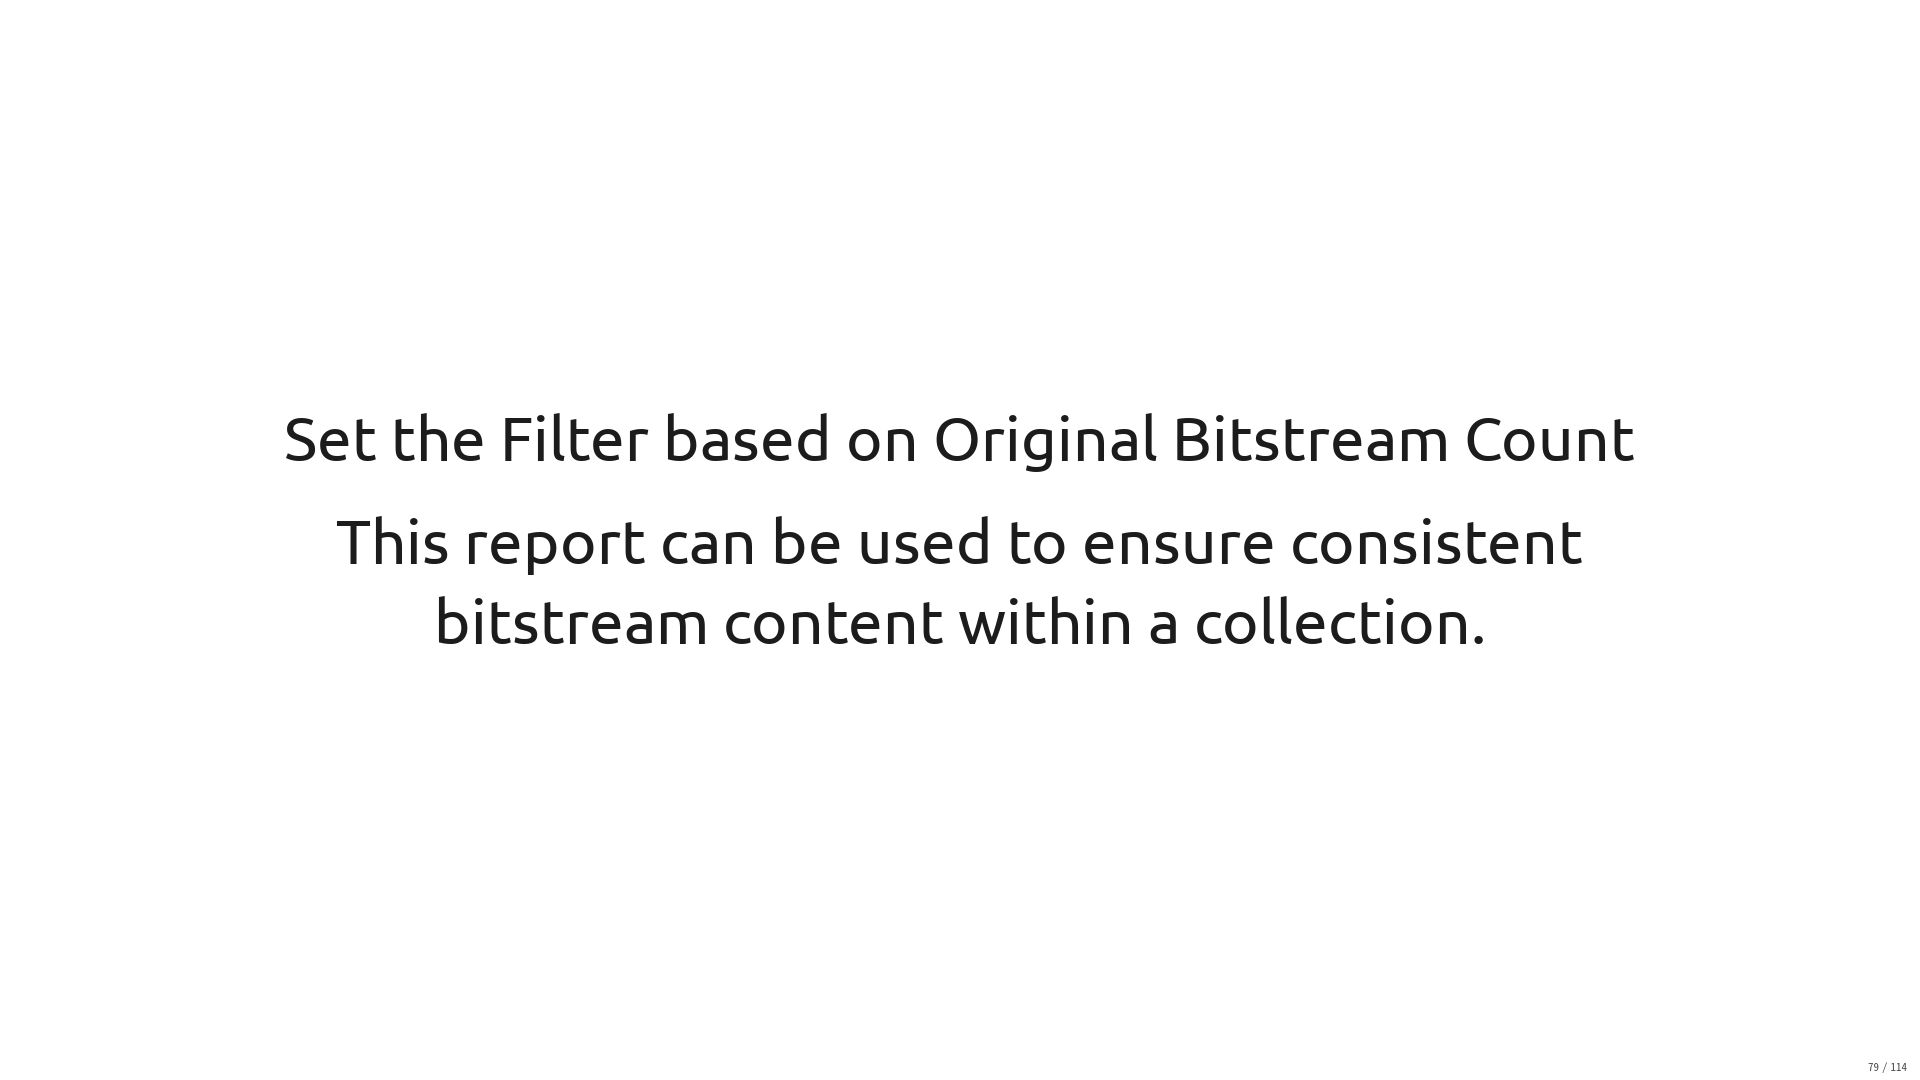 Set the Filter based on Original Bitstream Count
This report can be used to ensure consistent
bitstream content within a collection.
79 / 114